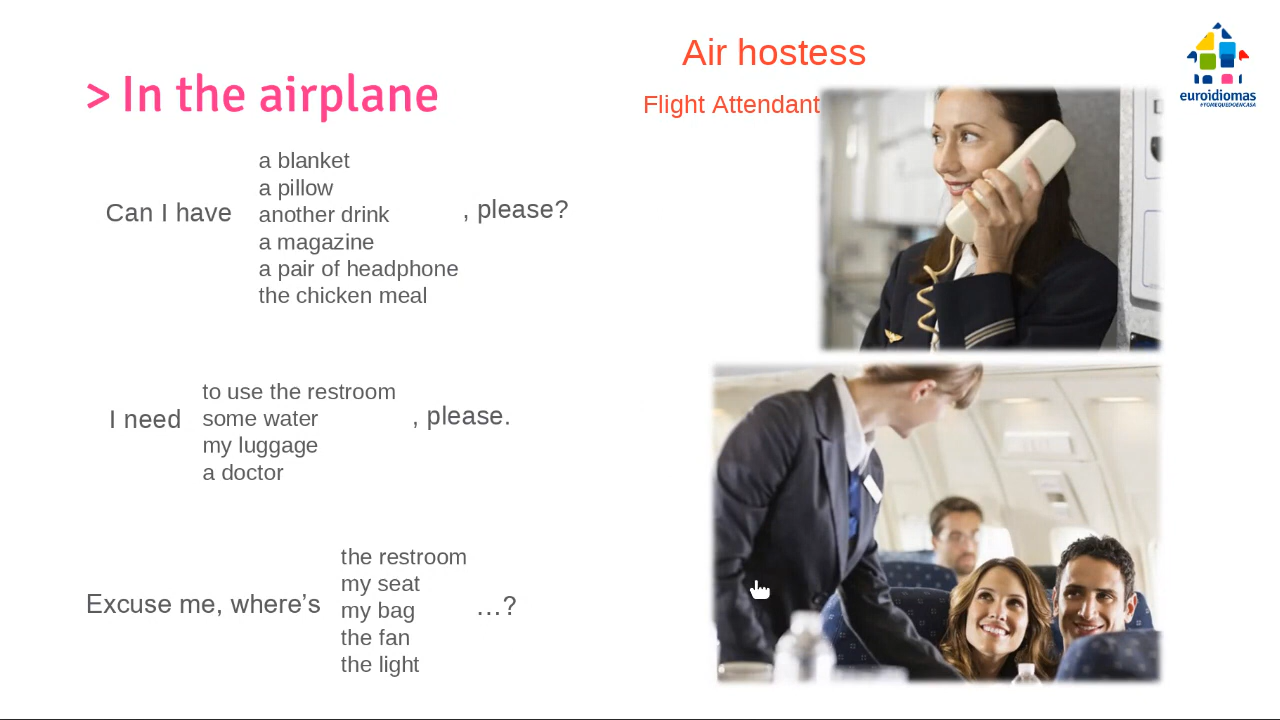 Air hostess
> In the airplane
Flight Attendant
euroidiomas
#YOMEQUEDOENCASA
Can I have
a blanket
a pillow
another drink
a magazine
a pair of headphone
the chicken meal
, please?
I need
to use the restroom
some water
my luggage
a doctor
, please.
Excuse me, where’s
the restroom
my seat
my bag
the fan
the light
…?